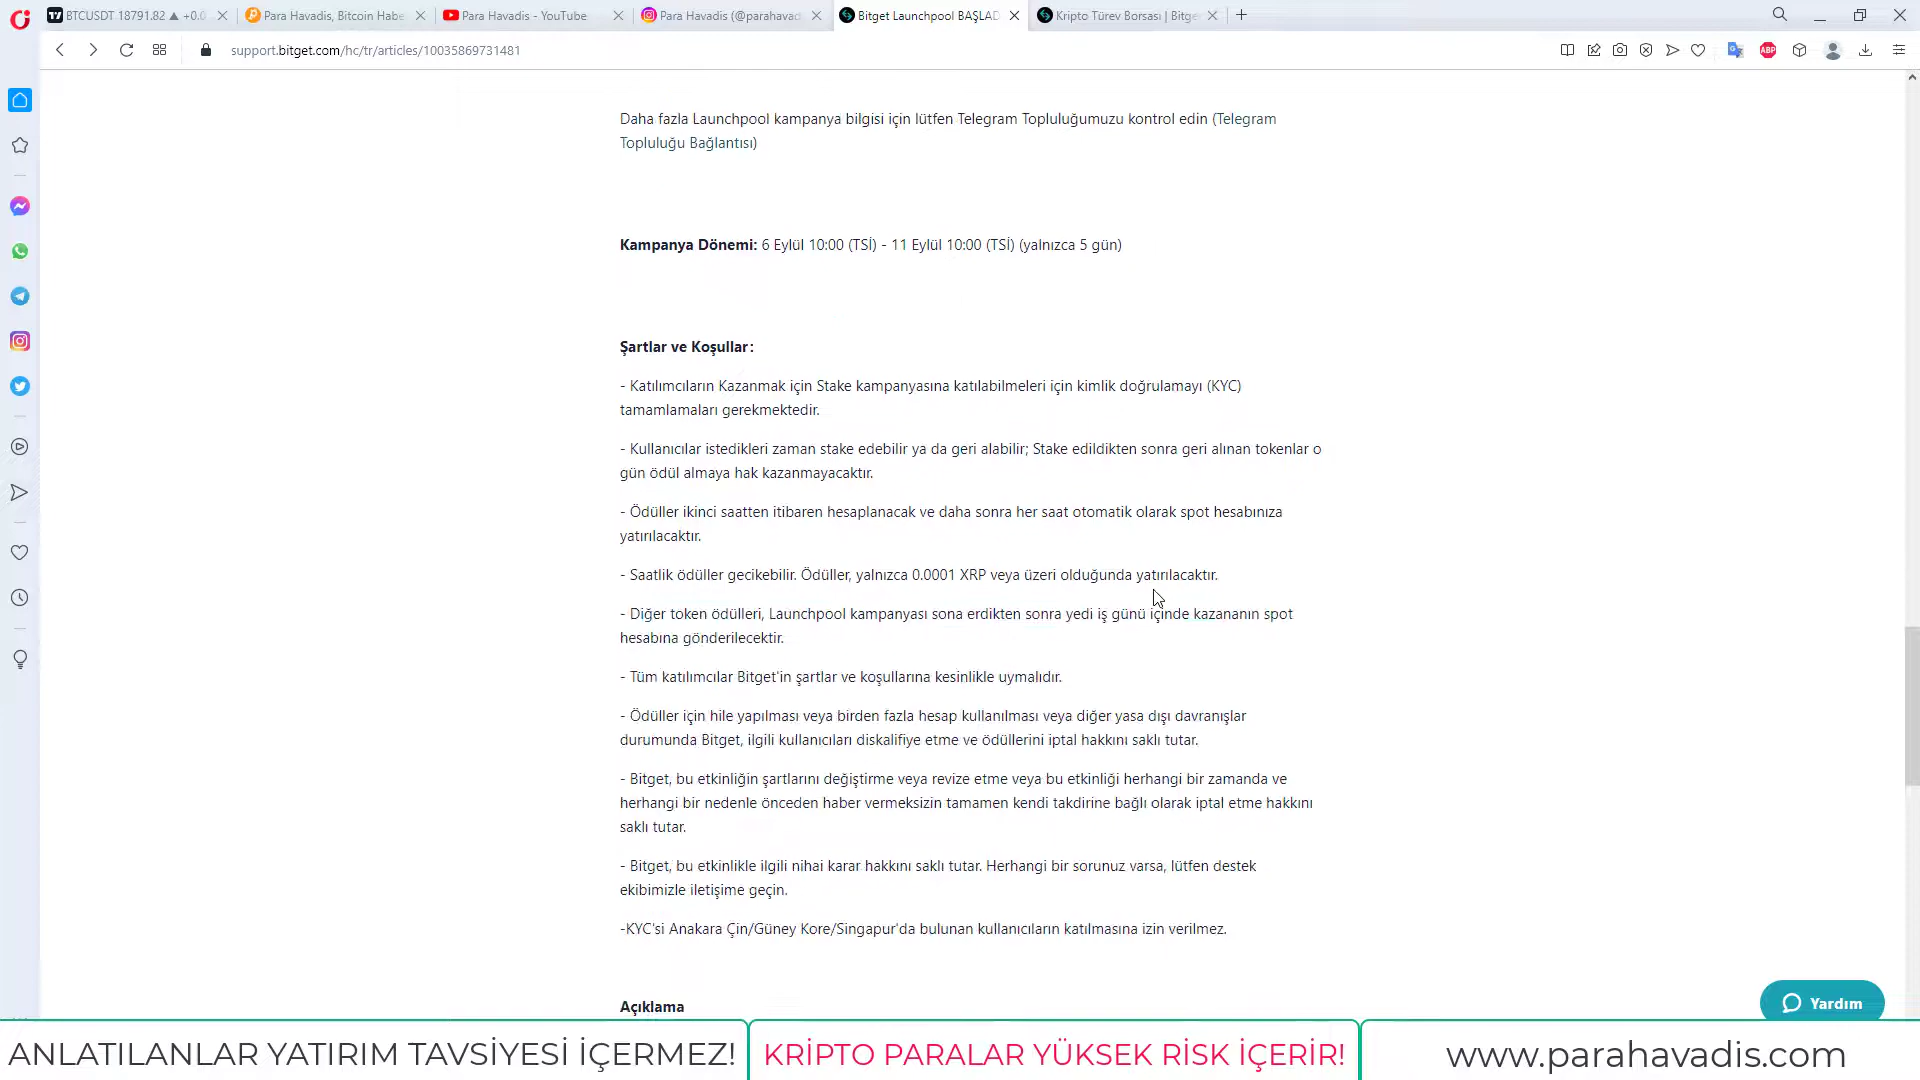 BTCUSDT 18791.82 ▲ +0.0
Para Havadis, Bitcoin Habe
Para Havadis - YouTube
Para Havadis (@parahavad
Bitget Launchpool BAŞLAD
Kripto Türev Borsası | Bitge
support.bitget.com/hc/tr/articles/10035869731481
ABP
Daha fazla Launchpool kampanya bilgisi için lütfen Telegram Topluluğumuzu kontrol edin (Telegram
Topluluğu Bağlantısı)
Kampanya Dönemi: 6 Eylül 10:00 (TSİ) - 11 Eylül 10:00 (TSİ) (yalnızca 5 gün)
Şartlar ve Koşullar:
- Katılımcıların Kazanmak için Stake kampanyasına katılabilmeleri için kimlik doğrulamayı (KYC)
tamamlamaları gerekmektedir.
- Kullanıcılar istedikleri zaman stake edebilir ya da geri alabilir; Stake edildikten sonra geri alınan tokenlar o
gün ödül almaya hak kazanmayacaktır.
- Ödüller ikinci saatten itibaren hesaplanacak ve daha sonra her saat otomatik olarak spot hesabınıza
yatırılacaktır.
- Saatlik ödüller gecikebilir. Ödüller, yalnızca 0.0001 XRP veya üzeri olduğunda yatırılacaktır.
- Diğer token ödülleri, Launchpool kampanyası sona erdikten sonra yedi iş günü içinde kazananın spot
hesabına gönderilecektir.
- Tüm katılımcılar Bitget'in şartlar ve koşullarına kesinlikle uymalıdır.
- Ödüller için hile yapılması veya birden fazla hesap kullanılması veya diğer yasa dışı davranışlar
durumunda Bitget, ilgili kullanıcıları diskalifiye etme ve ödüllerini iptal hakkını saklı tutar.
- Bitget, bu etkinliğin şartlarını değiştirme veya revize etme veya bu etkinliği herhangi bir zamanda ve
herhangi bir nedenle önceden haber vermeksizin tamamen kendi takdirine bağlı olarak iptal etme hakkını
saklı tutar.
- Bitget, bu etkinlikle ilgili nihai karar hakkını saklı tutar. Herhangi bir sorunuz varsa, lütfen destek
ekibimizle iletişime geçin.
-KYC'si Anakara Çin/Güney Kore/Singapur'da bulunan kullanıcıların katılmasına izin verilmez.
Açıklama
Yardım
ANLATILANLAR YATIRIM TAVSİYESİ İÇERMEZ!
KRİPTO PARALAR YÜKSEK RİSK İÇERİR!
www.parahavadis.com